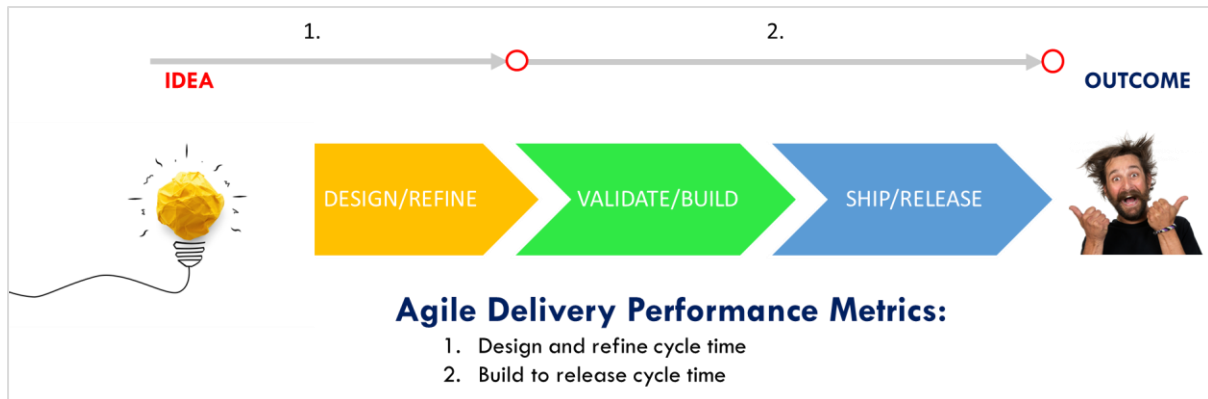 1.
2.
IDEA
OUTCOME
DESIGN/REFINE
VALIDATE/BUILD
SHIP/RELEASE
Agile Delivery Performance Metrics:
1. Design and refine cycle time
2. Build to release cycle time